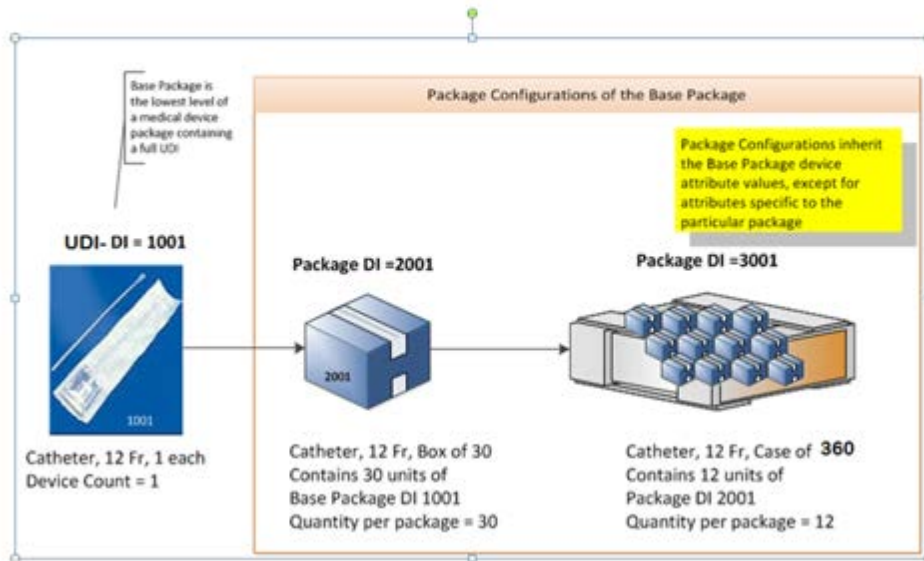 Base Package is
the lowest level of
a medical device
package containing
a full UDI
Package Configurations of the Base Package
Package Configurations inherit
the Base Package device
attribute values, except for
attributes specific to the
particular package
UDI- DI = 1001
Package DI =2001
Package DI =3001
2001
1001
Catheter, 12 Fr, 1 each
Device Count = 1
Catheter, 12 Fr, Box of 30
Contains 30 units of
Base Package DI 1001
Quantity per package = 30
Catheter, 12 Fr, Case of 360
Contains 12 units of
Package DI 2001
Quantity per package = 12